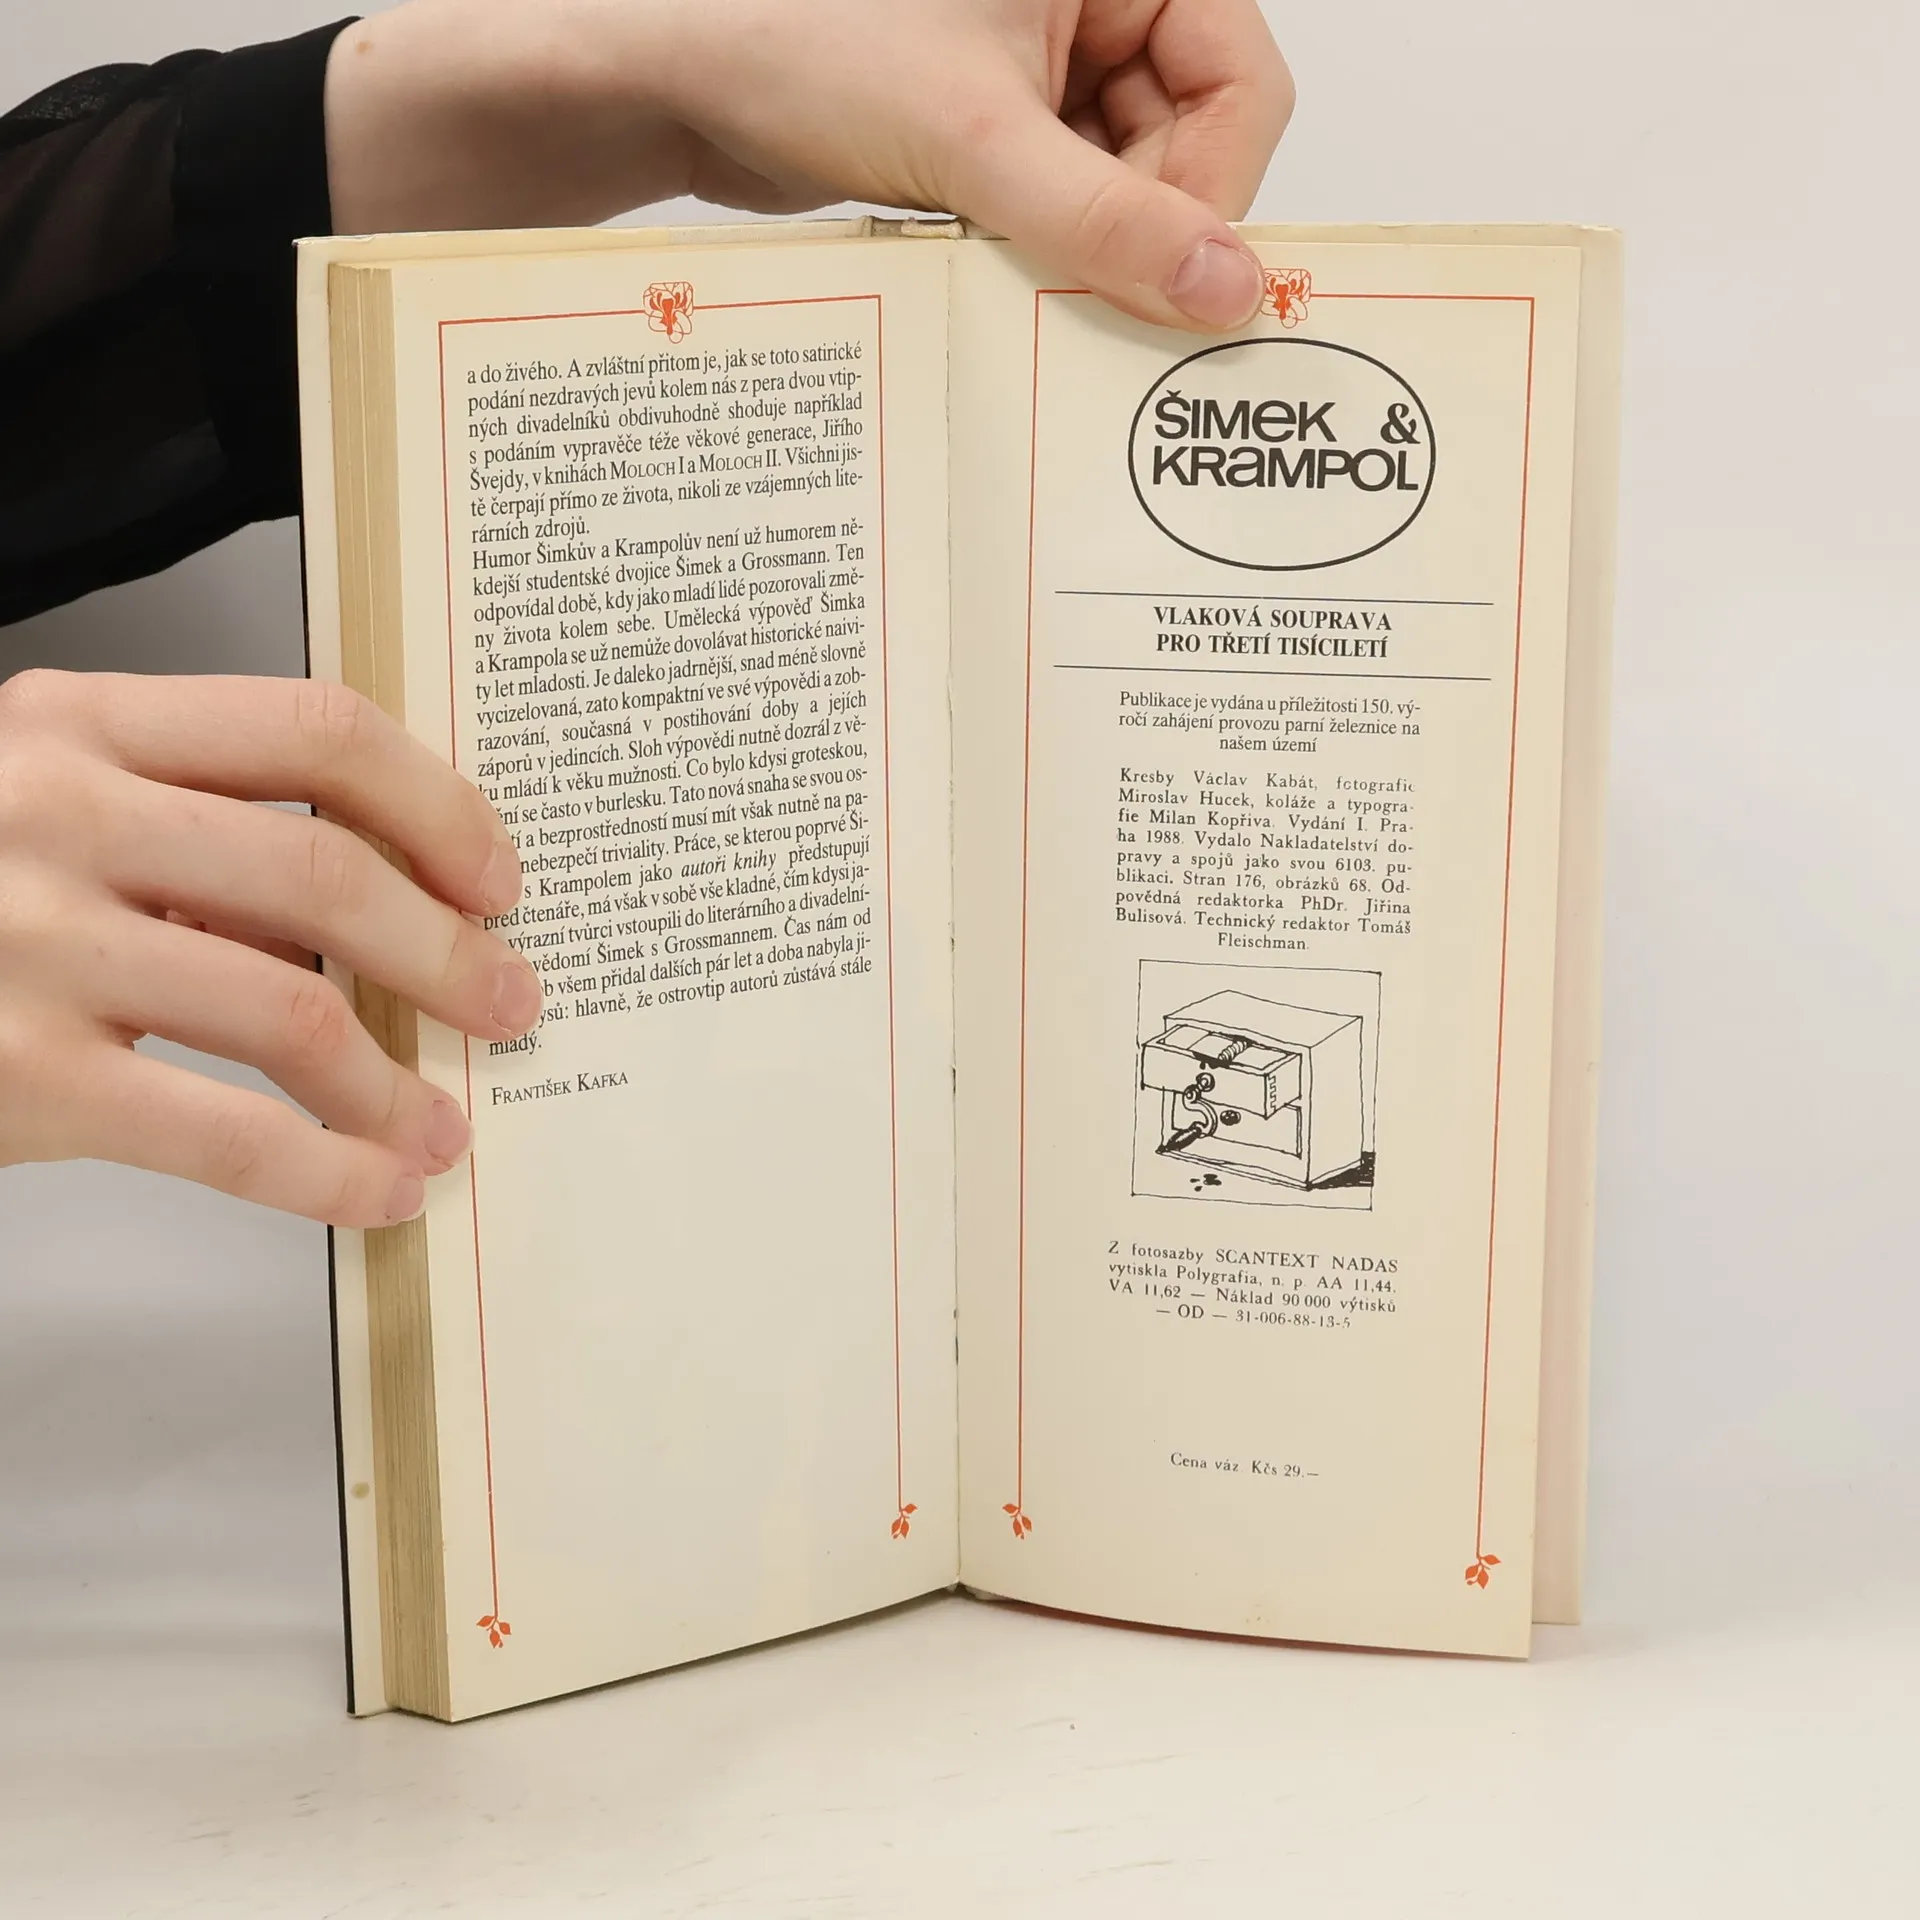 a do živého. A zvláštní přitom je, jak se toto satirické
podání nezdravých jevů kolem nás z pera dvou vtip-
ných divadelníků obdivuhodně shoduje například
s podáním vypravěče téže věkové generace, Jiřího
Švejdy, v knihách MOLOCH I a MOLOCH II. Všichni jis-
tě čerpají přímo ze života, nikoli ze vzájemných lite-
rárních zdrojů.
Humor Šimkův a Krampolův není už humorem ně-
kdejší studentské dvojice Šimek a Grossmann. Ten
odpovídal době, kdy jako mladí lidé pozorovali změ-
ny života kolem sebe. Umělecká výpověď Šimka
a Krampola se už nemůže dovolávat historické naivi-
ty let mladosti. Je daleko jadrnější, snad méně slovně
vycizelovaná, zato kompaktní ve své výpovědi a zob-
razování, současná v postihování doby a jejích
záporů v jedincích. Sloh výpovědi nutně dozrál z vě-
ku mládí k věku mužnosti. Co bylo kdysi groteskou,
se často v burlesku. Tato nová snaha se svou os-
a bezprostředností musí mít však nutně na pa-
nebezpečí triviality. Práce, se kterou poprvé Ši-
s Krampolem jako autoři knihy předstupují
před čtenáře, má však v sobě vše kladné, čím kdysi ja-
výrazní tvůrci vstoupili do literárního a divadelní-
vědomí Šimek s Grossmannem. Čas nám od
všem přidal dalších pár let a doba nabyla ji-
hlavně, že ostrovtip autorů zůstává stále
mladý.
FRANTIŠEK KAFKA
ŠIMEK &
KRAMPOL
VLAKOVÁ SOUPRAVA
PRO TŘETÍ TISÍCILETÍ
Publikace je vydána u příležitosti 150. vý-
ročí zahájení provozu parní železnice na
našem území
Kresby Václav Kabát, fotografie
Miroslav Hucek, koláže a typogra-
fie Milan Kopřiva. Vydání I. Pra-
ha 1988. Vydalo Nakladatelství do-
pravy a spojů jako svou 6103. pu-
blikaci. Stran 176, obrázků 68. Od-
povědná redaktorka PhDr. Jiřina
Bulisová. Technický redaktor Tomáš
Fleischman.
Z fotosazby SCANTEXT NADAS
vytiskla Polygrafia, n. p. AA 11,44.
VA 11,62 — Náklad 90 000 výtisků
— OD — 31-006-88-13-5
Cena váz. Kčs 29.—